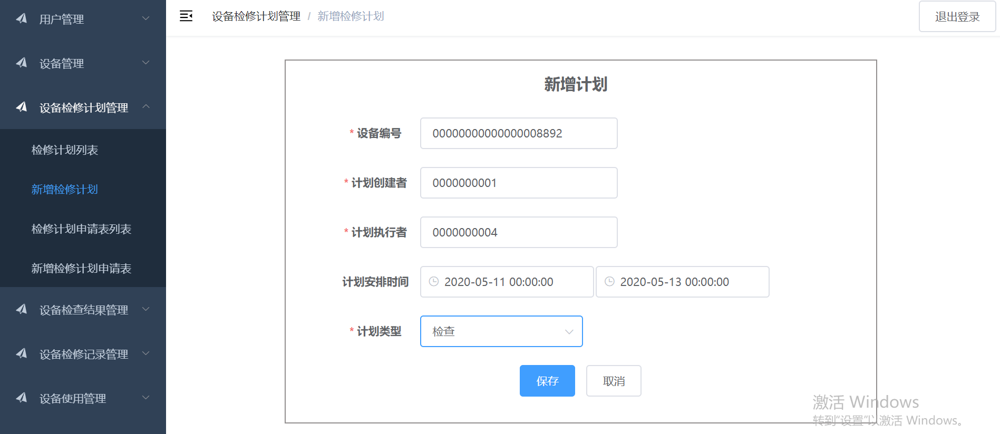 用户管理
设备管理
设备检修计划管理
检修计划列表
新增检修计划
检修计划申请表列表
新增检修计划申请表
设备检查结果管理
设备检修记录管理
设备使用管理
设备检修计划管理 / 新增检修计划
退出登录
新增计划
* 设备编号 00000000000000008892
* 计划创建者 0000000001
* 计划执行者 0000000004
计划安排时间 2020-05-11 00:00:00 2020-05-13 00:00:00
* 计划类型 检查
保存 取消
激活 Windows
转到“设置”以激活 Windows。